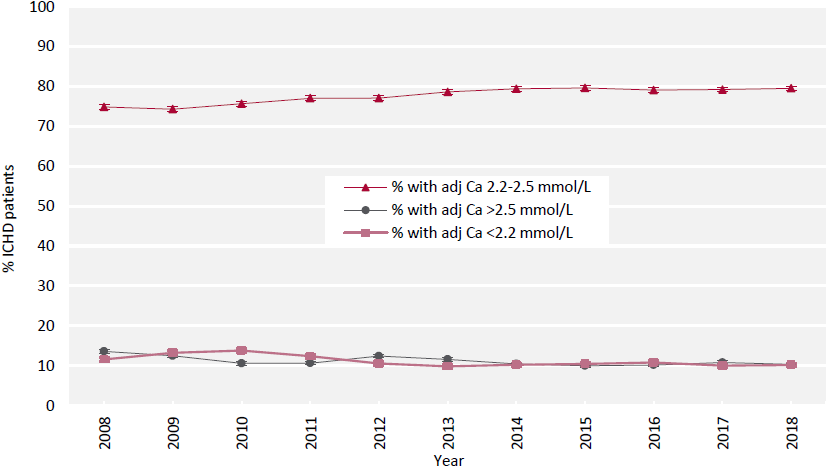 100
90
80
70
60
50
40
30
20
10
0
% ICHD patients
% with adj Ca 2.2-2.5 mmol/L
% with adj Ca >2.5 mmol/L
% with adj Ca <2.2 mmol/L
2008 2009 2010 2011 2012 2013 2014 2015 2016 2017 2018
Year